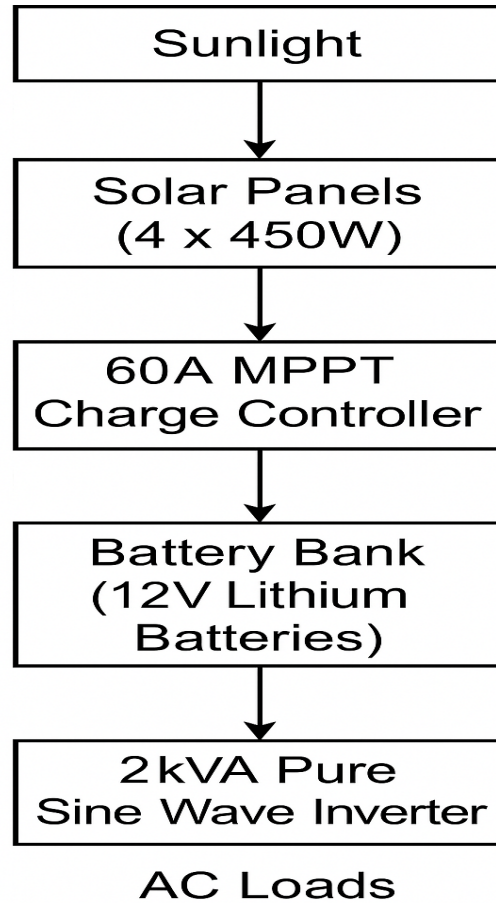 Sunlight
Solar Panels
(4 x 450W)
60A MPPT
Charge Controller
Battery Bank
(12V Lithium
Batteries)
2kVA Pure
Sine Wave Inverter
AC Loads